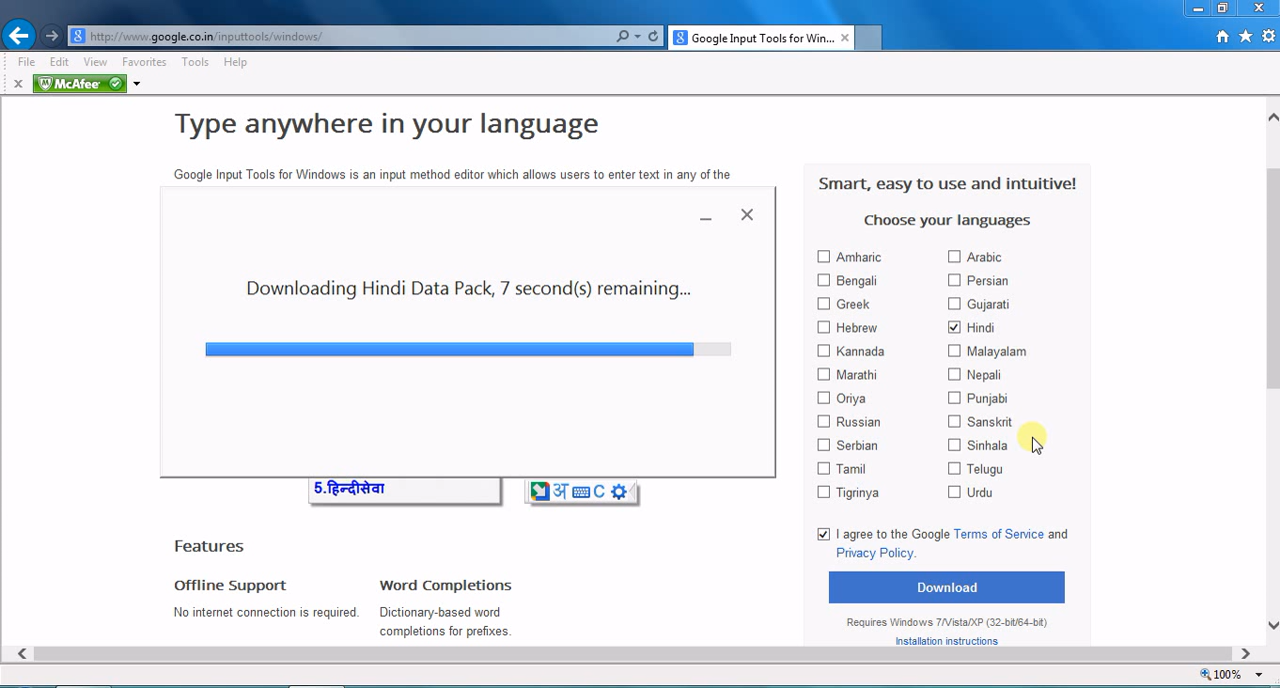 http://www.google.co.in/inputtools/windows/
Google Input Tools for Win...
File Edit View Favorites Tools Help
McAfee
Type anywhere in your language
Google Input Tools for Windows is an input method editor which allows users to enter text in any of the
Downloading Hindi Data Pack, 7 second(s) remaining...
5.हिन्दीसेवा
अ C
Features
Offline Support
No internet connection is required.
Word Completions
Dictionary-based word
completions for prefixes.
Smart, easy to use and intuitive!
Choose your languages
Amharic Arabic
Bengali Persian
Greek Gujarati
Hebrew Hindi
Kannada Malayalam
Marathi Nepali
Oriya Punjabi
Russian Sanskrit
Serbian Sinhala
Tamil Telugu
Tigrinya Urdu
I agree to the Google Terms of Service and
Privacy Policy.
Download
Requires Windows 7/Vista/XP (32-bit/64-bit)
Installation instructions
100%